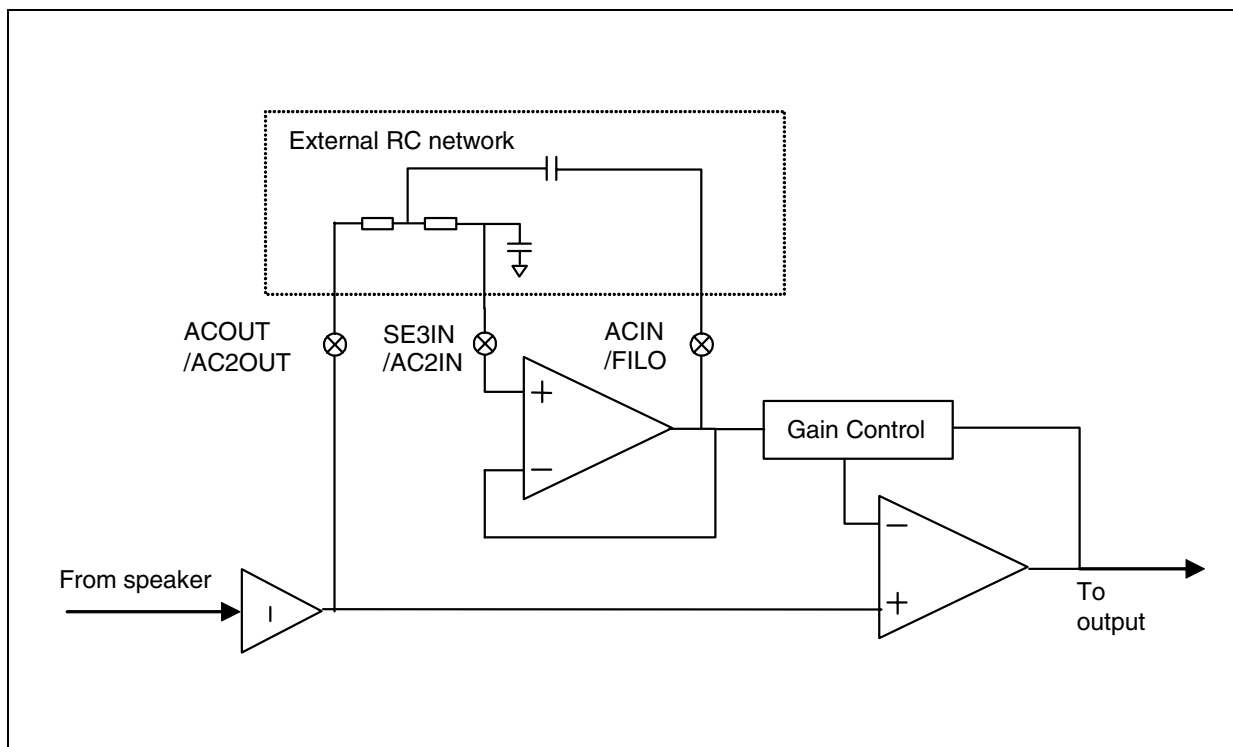 External RC network
ACOUT
/AC2OUT
SE3IN
/AC2IN
ACIN
/FILO
+
−
Gain Control
−
+
From speaker
I
To
output